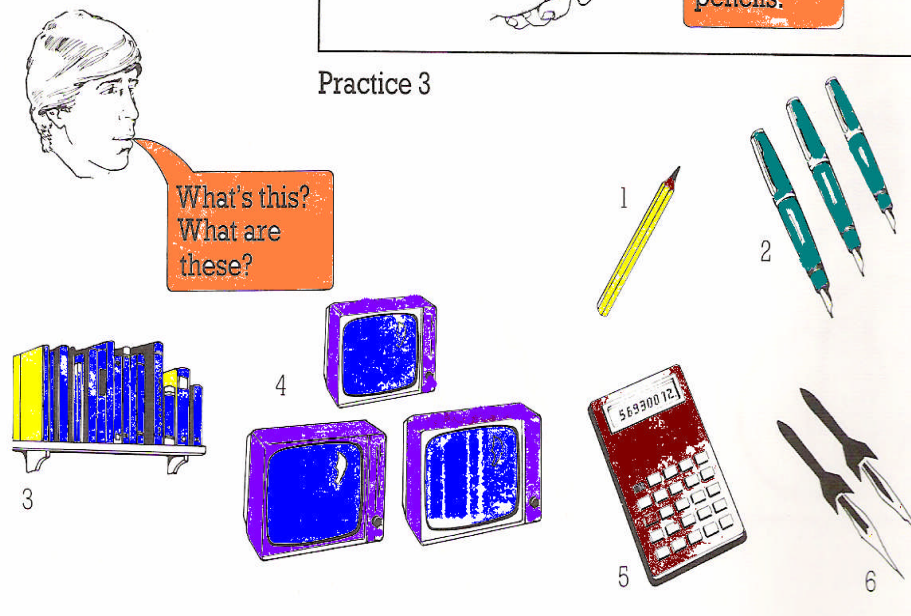 pencils.
Practice 3
What's this?
What are
these?
1
2
3
4
56930012
5
6